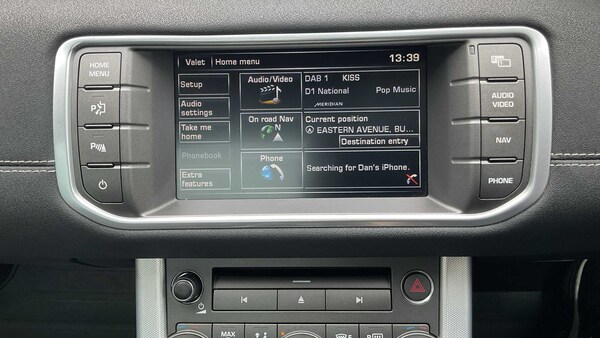 Valet
Home menu
13:39
HOME
MENU
Setup
Audio
settings
Take me
home
Phonebook
Extra
features
Audio/Video
On road Nav
N
Phone
DAB 1 KISS
D1 National Pop Music
MERIDIAN
Current position
EASTERN AVENUE, BU...
Destination entry
Searching for Dan's iPhone.
AUDIO
VIDEO
NAV
PHONE
P
P
MAX
R